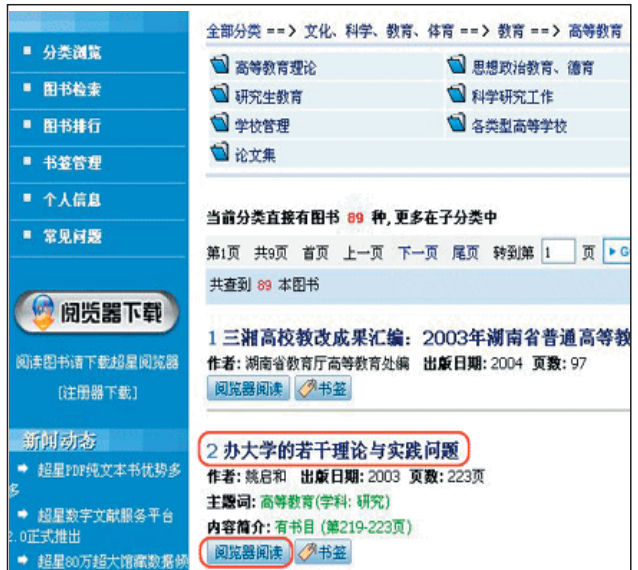 分类浏览
图书检索
图书排行
书签管理
个人信息
常见问题
阅览器下载
阅读图书请下载超星阅览器
[注册器下载]
新闻动态
超星PDF纯文本书优势多
多
超星数字文献服务平台
2.0正式推出
超星80万超大馆藏数据倾
全部分类 ==> 文化、科学、教育、体育 ==> 教育 ==> 高等教育
高等教育理论 思想政治教育、德育
研究生教育 科学研究工作
学校管理 各类型高等学校
论文集
当前分类直接有图书 89 种,更多在子分类中
第1页 共9页 首页 上一页 下一页 尾页 转到第 1 页 G
共查到 89 本图书
1 三湘高校教改成果汇编：2003年湖南省普通高等教
作者: 湖南省教育厅高等教育处编 出版日期: 2004 页数: 97
阅览器阅读 书签
2 办大学的若干理论与实践问题
作者: 姚启和 出版日期: 2003 页数: 223页
主题词: 高等教育(学科: 研究)
内容简介: 有书目 (第219-223页)
阅览器阅读 书签